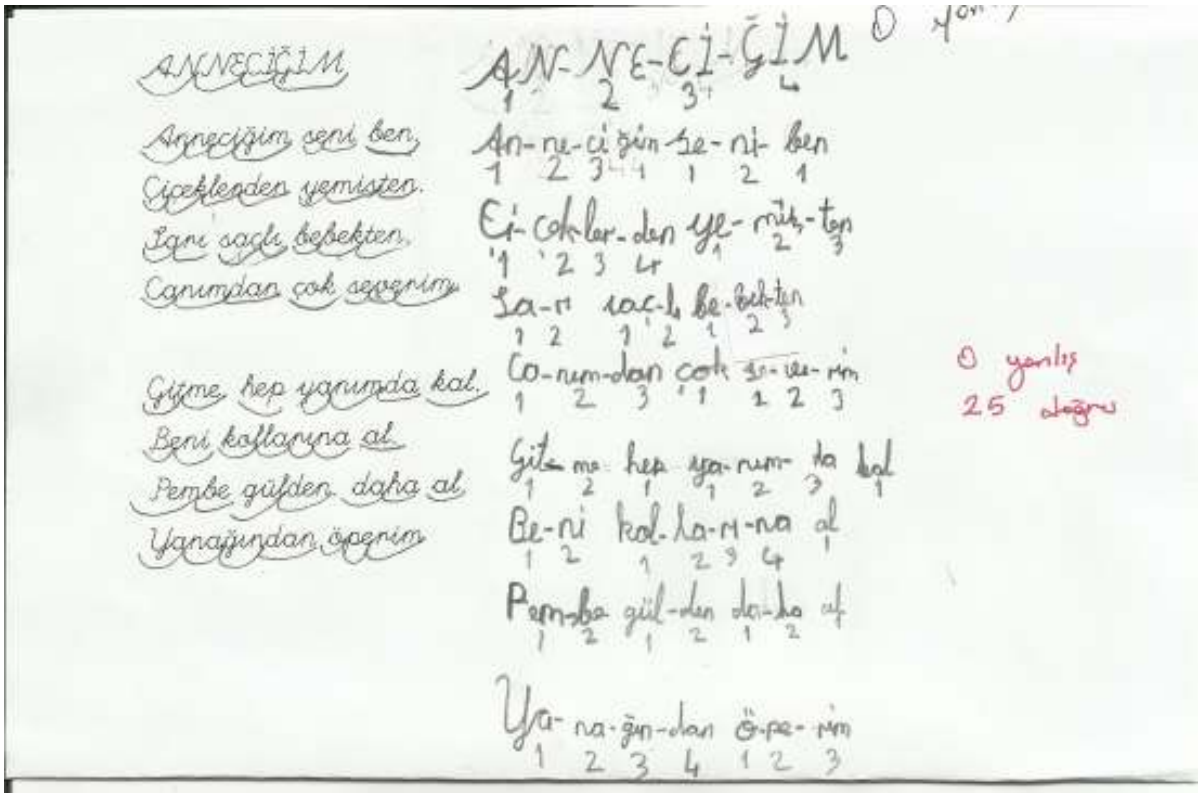 ANNECİĞİM
Anneciğim seni ben,
Çiçeklerden yemişten.
Sarı saçlı bebekten,
Canımdan çok severim
Gitme, hep yanımda kal,
Beni kollarına al
Pembe gülden daha al
Yanağından öperim
AN-NE-Cİ-ĞİM
1 2 3 4
An-ne-ci ğim se-ni-ben
1 2 3 4 1 2 1
Çi-cek-ler-den ye-miş-ten
1 2 3 4 1 2 3
Sa-rı saç-lı be-bek-ten
1 2 1 2 1 2 3
Ca-nım-dan çok se-ve-rim
1 2 3 1 1 2 3
Git-me hep ya-nım-da kal
1 2 1 1 2 3 1
Be-ni kol-la-rı-na al
1 2 1 2 3 4 1
Pem-be gül-den da-ha al
1 2 1 2 1 2
Ya-na-ğın-dan ö-pe-rim
1 2 3 4 1 2 3
0
0 yanlış
25 doğru